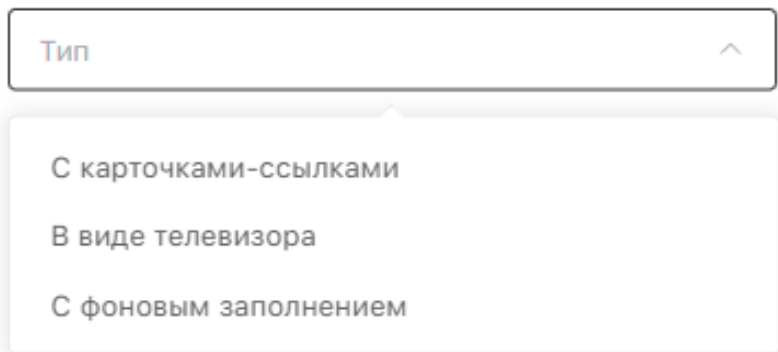 Тип
С карточками-ссылками
В виде телевизора
С фоновым заполнением